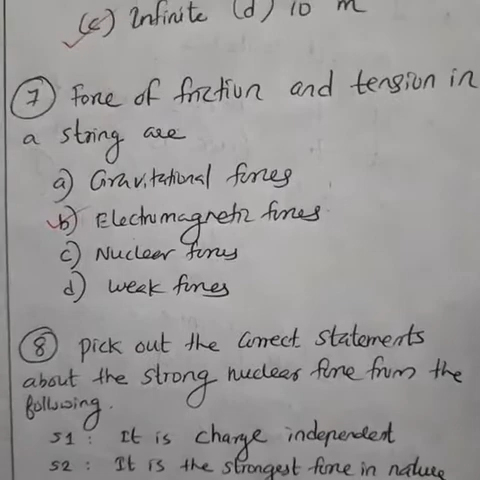 (c) Infinite (d) 10 m
7 Force of friction and tension in
a string are
a) Gravitational forces
b) Electromagnetic forces
c) Nuclear forces
d) weak forces
8 pick out the correct statements
about the strong nuclear force from the
following.
S1 : It is charge independent
S2 : It is the strongest force in nature